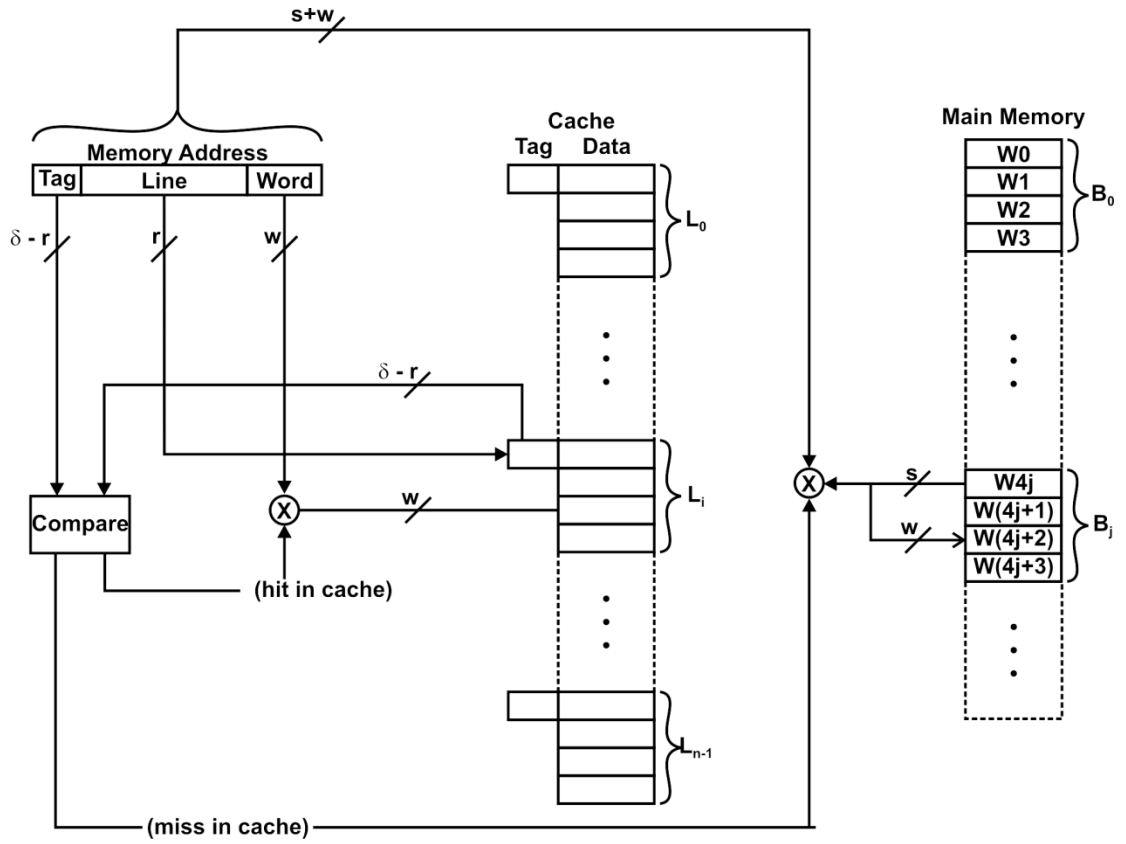 s+w
Cache
Main Memory
Memory Address
Tag Data
Tag Line Word
W0
W1
W2
W3
B0
L0
δ - r
r
w
δ - r
Compare
X
w
Li
X
s
w
W4j
W(4j+1)
W(4j+2)
W(4j+3)
Bj
(hit in cache)
Ln-1
(miss in cache)